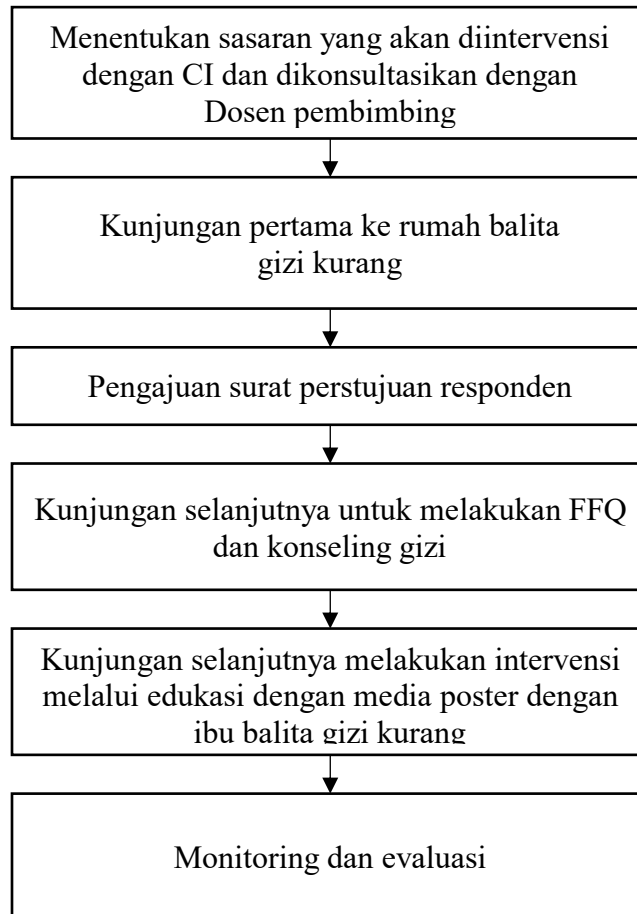 Menentukan sasaran yang akan diintervensi
dengan CI dan dikonsultasikan dengan
Dosen pembimbing
Kunjungan pertama ke rumah balita
gizi kurang
Pengajuan surat perstujuan responden
Kunjungan selanjutnya untuk melakukan FFQ
dan konseling gizi
Kunjungan selanjutnya melakukan intervensi
melalui edukasi dengan media poster dengan
ibu balita gizi kurang
Monitoring dan evaluasi